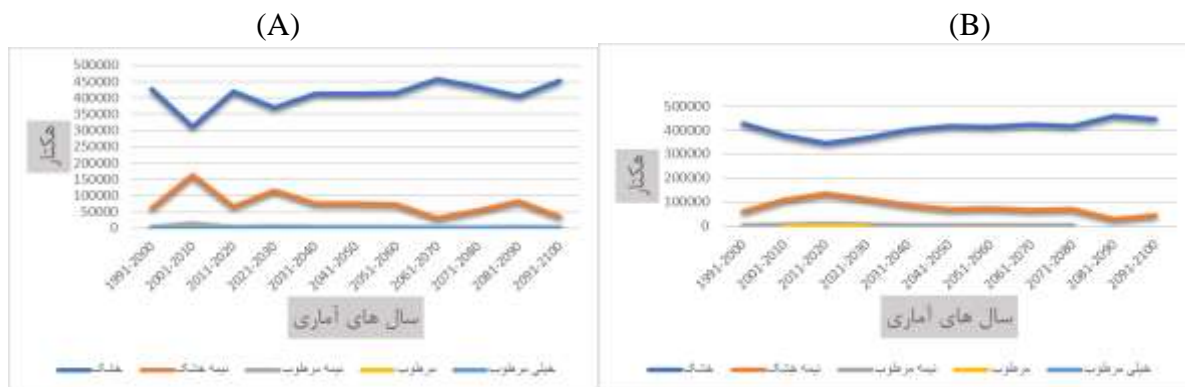 (A)
(B)
500000
450000
400000
350000
300000
250000
200000
150000
100000
50000
0
هکتار
1991-2000
2001-2010
2011-2020
2021-2030
2031-2040
2041-2050
2051-2060
2061-2070
2071-2080
2081-2090
2091-2100
سال های آماری
خشک
نیمه خشک
نیمه مرطوب
مرطوب
خیلی مرطوب
500000
400000
300000
200000
100000
0
هکتار
1991-2000
2001-2010
2011-2020
2021-2030
2031-2040
2041-2050
2051-2060
2061-2070
2071-2080
2081-2090
2091-2100
سال های آماری
خشک
نیمه خشک
نیمه مرطوب
مرطوب
خیلی مرطوب